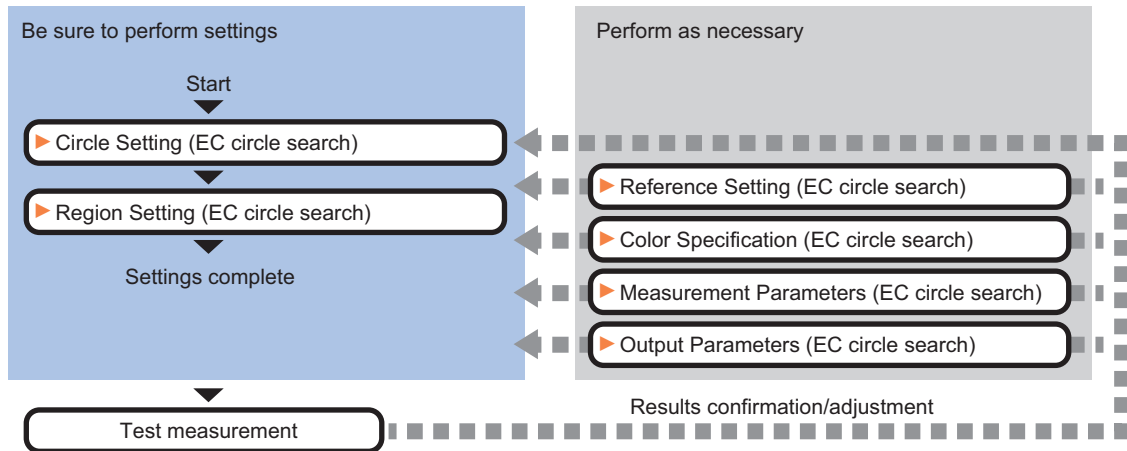 Be sure to perform settings
Start
Circle Setting (EC circle search)
Region Setting (EC circle search)
Settings complete
Test measurement
Perform as necessary
Reference Setting (EC circle search)
Color Specification (EC circle search)
Measurement Parameters (EC circle search)
Output Parameters (EC circle search)
Results confirmation/adjustment